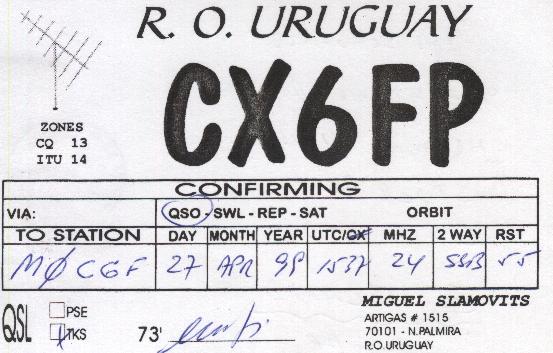 R. O. URUGUAY
CX6FP
ZONES
CQ 13
ITU 14
CONFIRMING
VIA: QSO - SWL - REP - SAT ORBIT
TO STATION DAY MONTH YEAR UTC/CX MHZ 2 WAY RST
MØCGF 27 APR 99 1537 24 SSB 55
QSL PSE
TKS
73'
MIGUEL SLAMOVITS
ARTIGAS # 1515
70101 - N.PALMIRA
R.O.URUGUAY